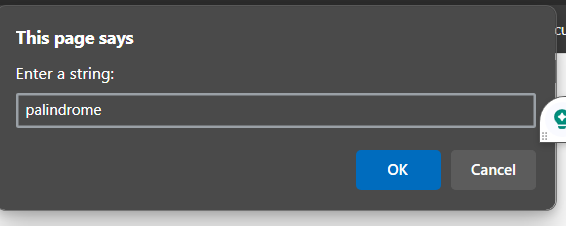 This page says
Enter a string:
palindrome
OK
Cancel